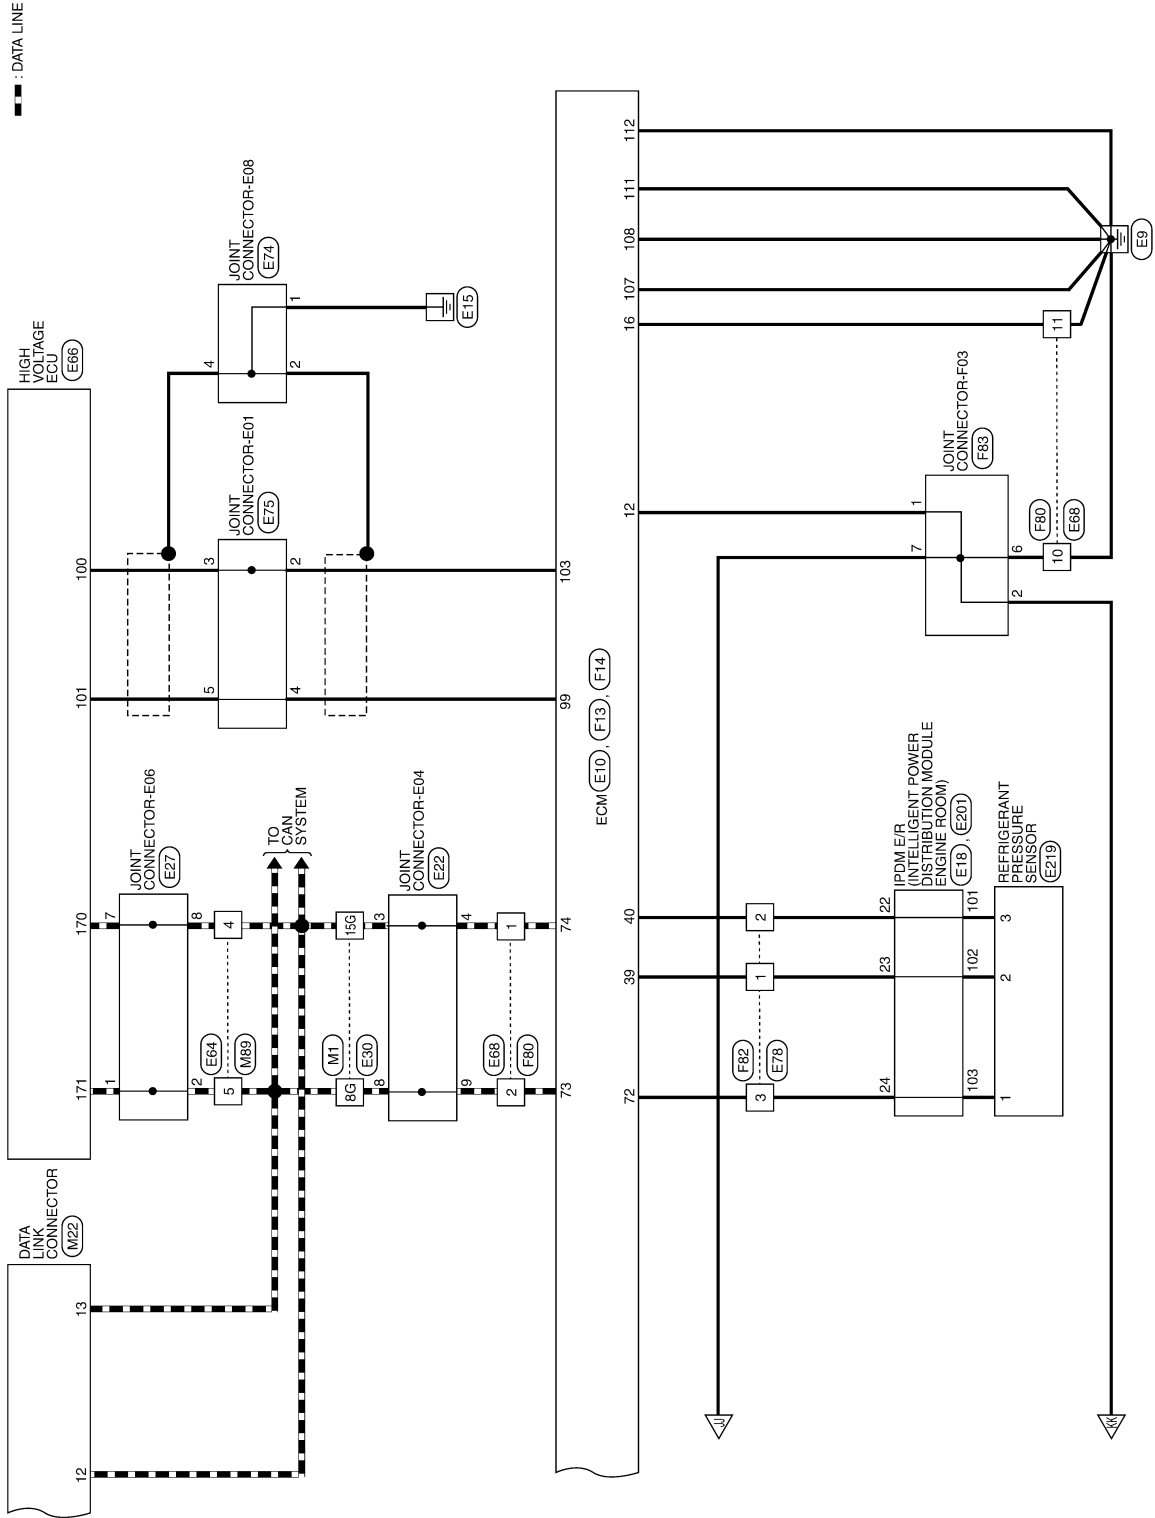 : DATA LINE
DATA
LINK
CONNECTOR
M22
12
13
HIGH
VOLTAGE
ECU
E66
171
170
101
100
JOINT
CONNECTOR-E06
E27
1
7
2
8
E64
M89
5
4
TO
CAN
SYSTEM
M1
E30
8G
15G
JOINT
CONNECTOR-E04
E22
8
3
9
4
E68
F80
2
1
73
74
JOINT
CONNECTOR-E01
E75
5
3
4
2
99
103
JOINT
CONNECTOR-E08
E74
4
2
1
E15
ECM E10 , F13 , F14
72
39
40
12
16
107
108
111
112
F82
E78
3
1
2
IPDM E/R
(INTELLIGENT POWER
DISTRIBUTION MODULE
ENGINE ROOM)
E18 , E201
24
23
22
103
102
101
REFRIGERANT
PRESSURE
SENSOR
E219
1
2
3
JOINT
CONNECTOR-F03
F83
7
1
2
6
F80
E68
10
11
E9
JJ
KK